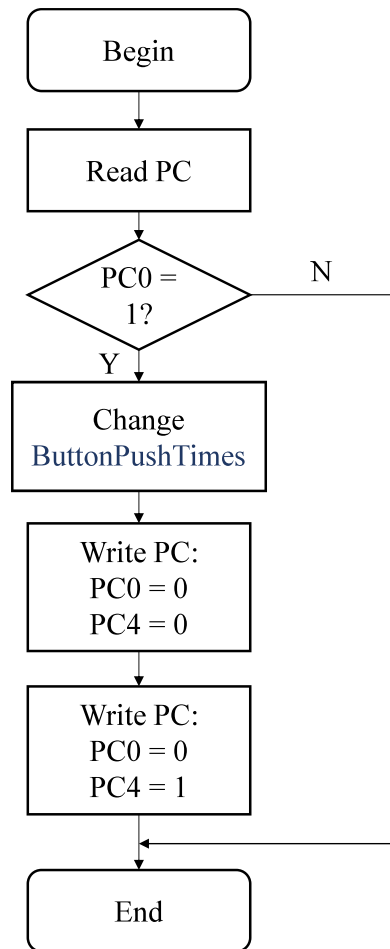 Begin
Read PC
PC0 =
1?
N
Y
Change
ButtonPushTimes
Write PC:
PC0 = 0
PC4 = 0
Write PC:
PC0 = 0
PC4 = 1
End